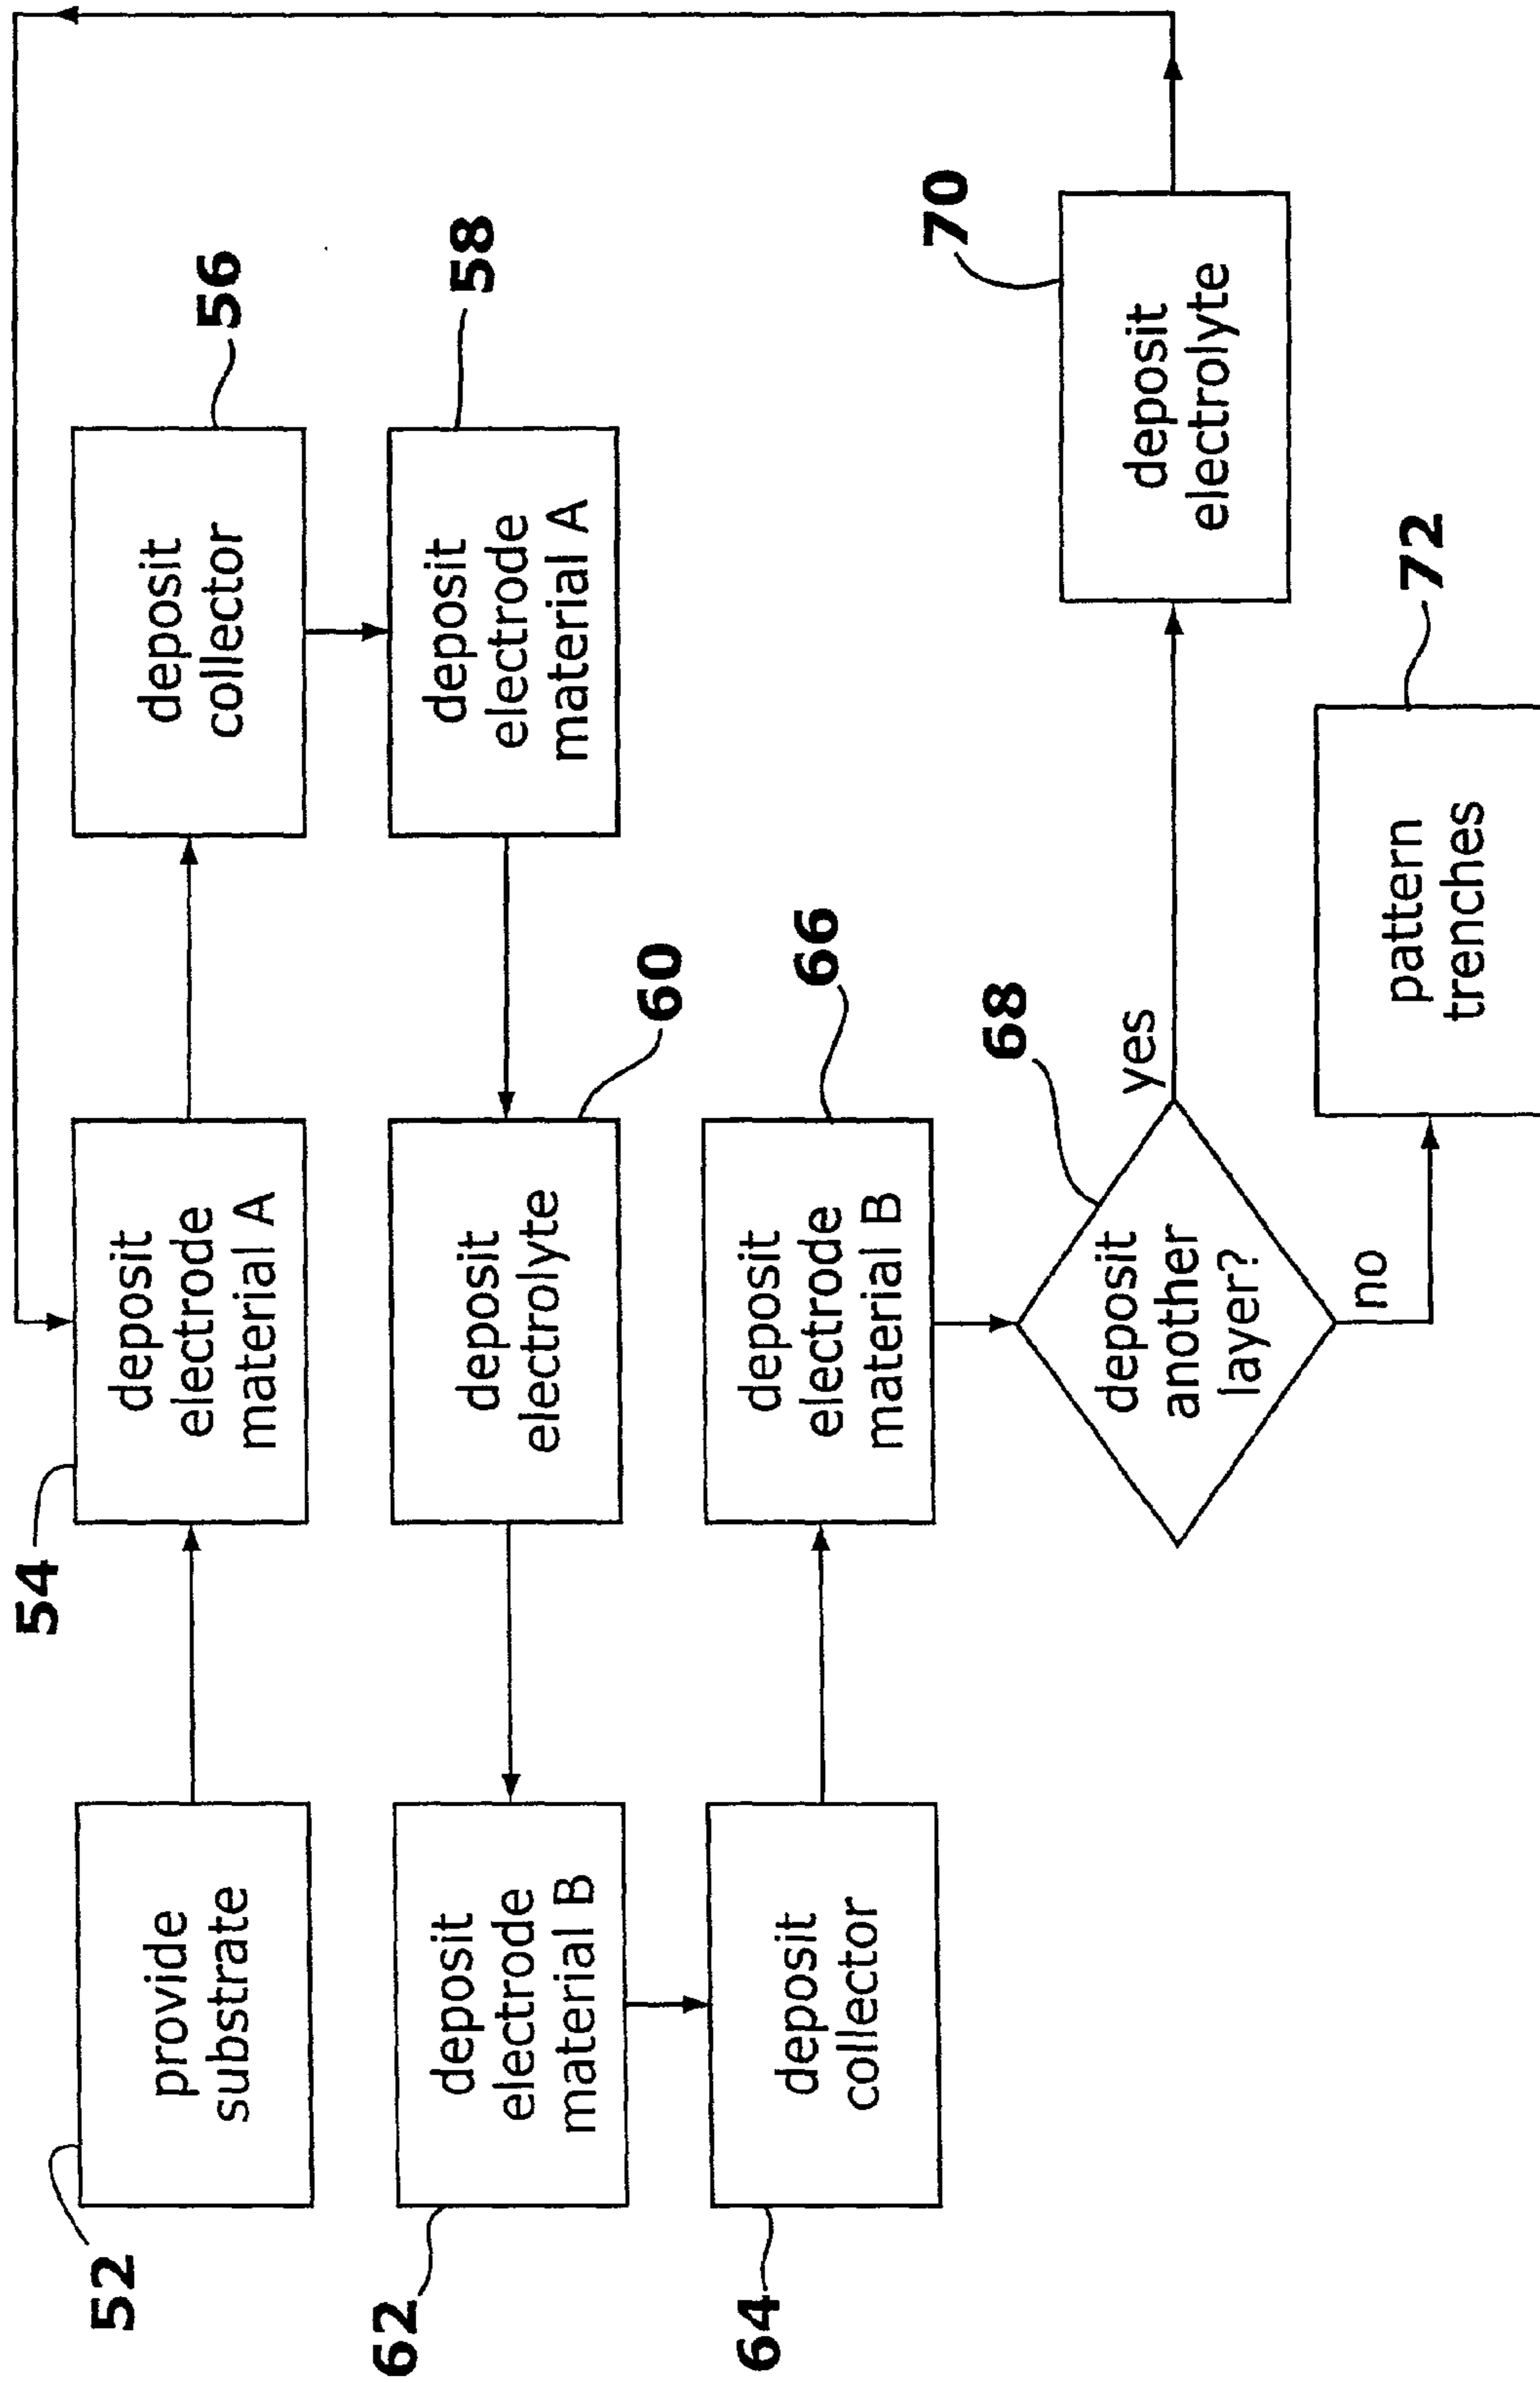 52
provide
substrate
54
deposit
electrode
material A
56
deposit
collector
58
deposit
electrode
material A
60
deposit
electrolyte
62
deposit
electrode
material B
64
deposit
collector
66
deposit
electrode
material B
68
deposit
another
layer?
yes
70
deposit
electrolyte
no
72
pattern
trenches